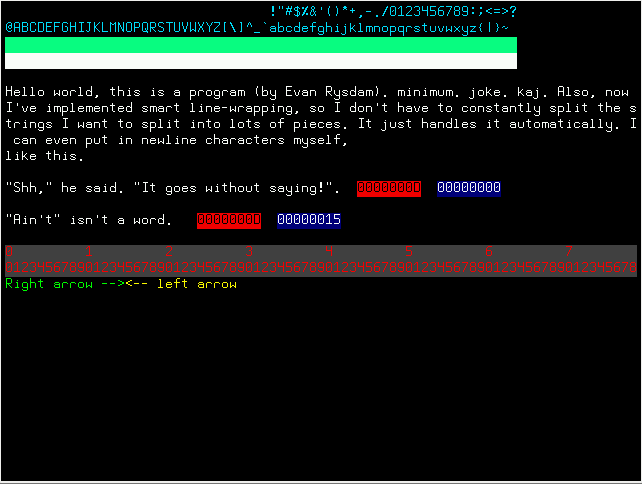 !"#$%&'()*+,-./0123456789:;<=>?
@ABCDEFGHIJKLMNOPQRSTUVWXYZ[\]^_`abcdefghijklmnopqrstuvwxyz{|}~
Hello world, this is a program (by Evan Rysdam). minimum. joke. kaj. Also, now
I've implemented smart line-wrapping, so I don't have to constantly split the s
trings I want to split into lots of pieces. It just handles it automatically. I
can even put in newline characters myself,
like this.
"Shh," he said. "It goes without saying!". 0000000D 00000000
"Ain't" isn't a word. 0000000D 00000015
0 1 2 3 4 5 6 7
0123456789012345678901234567890123456789012345678901234567890123456789012345678
Right arrow --><-- left arrow